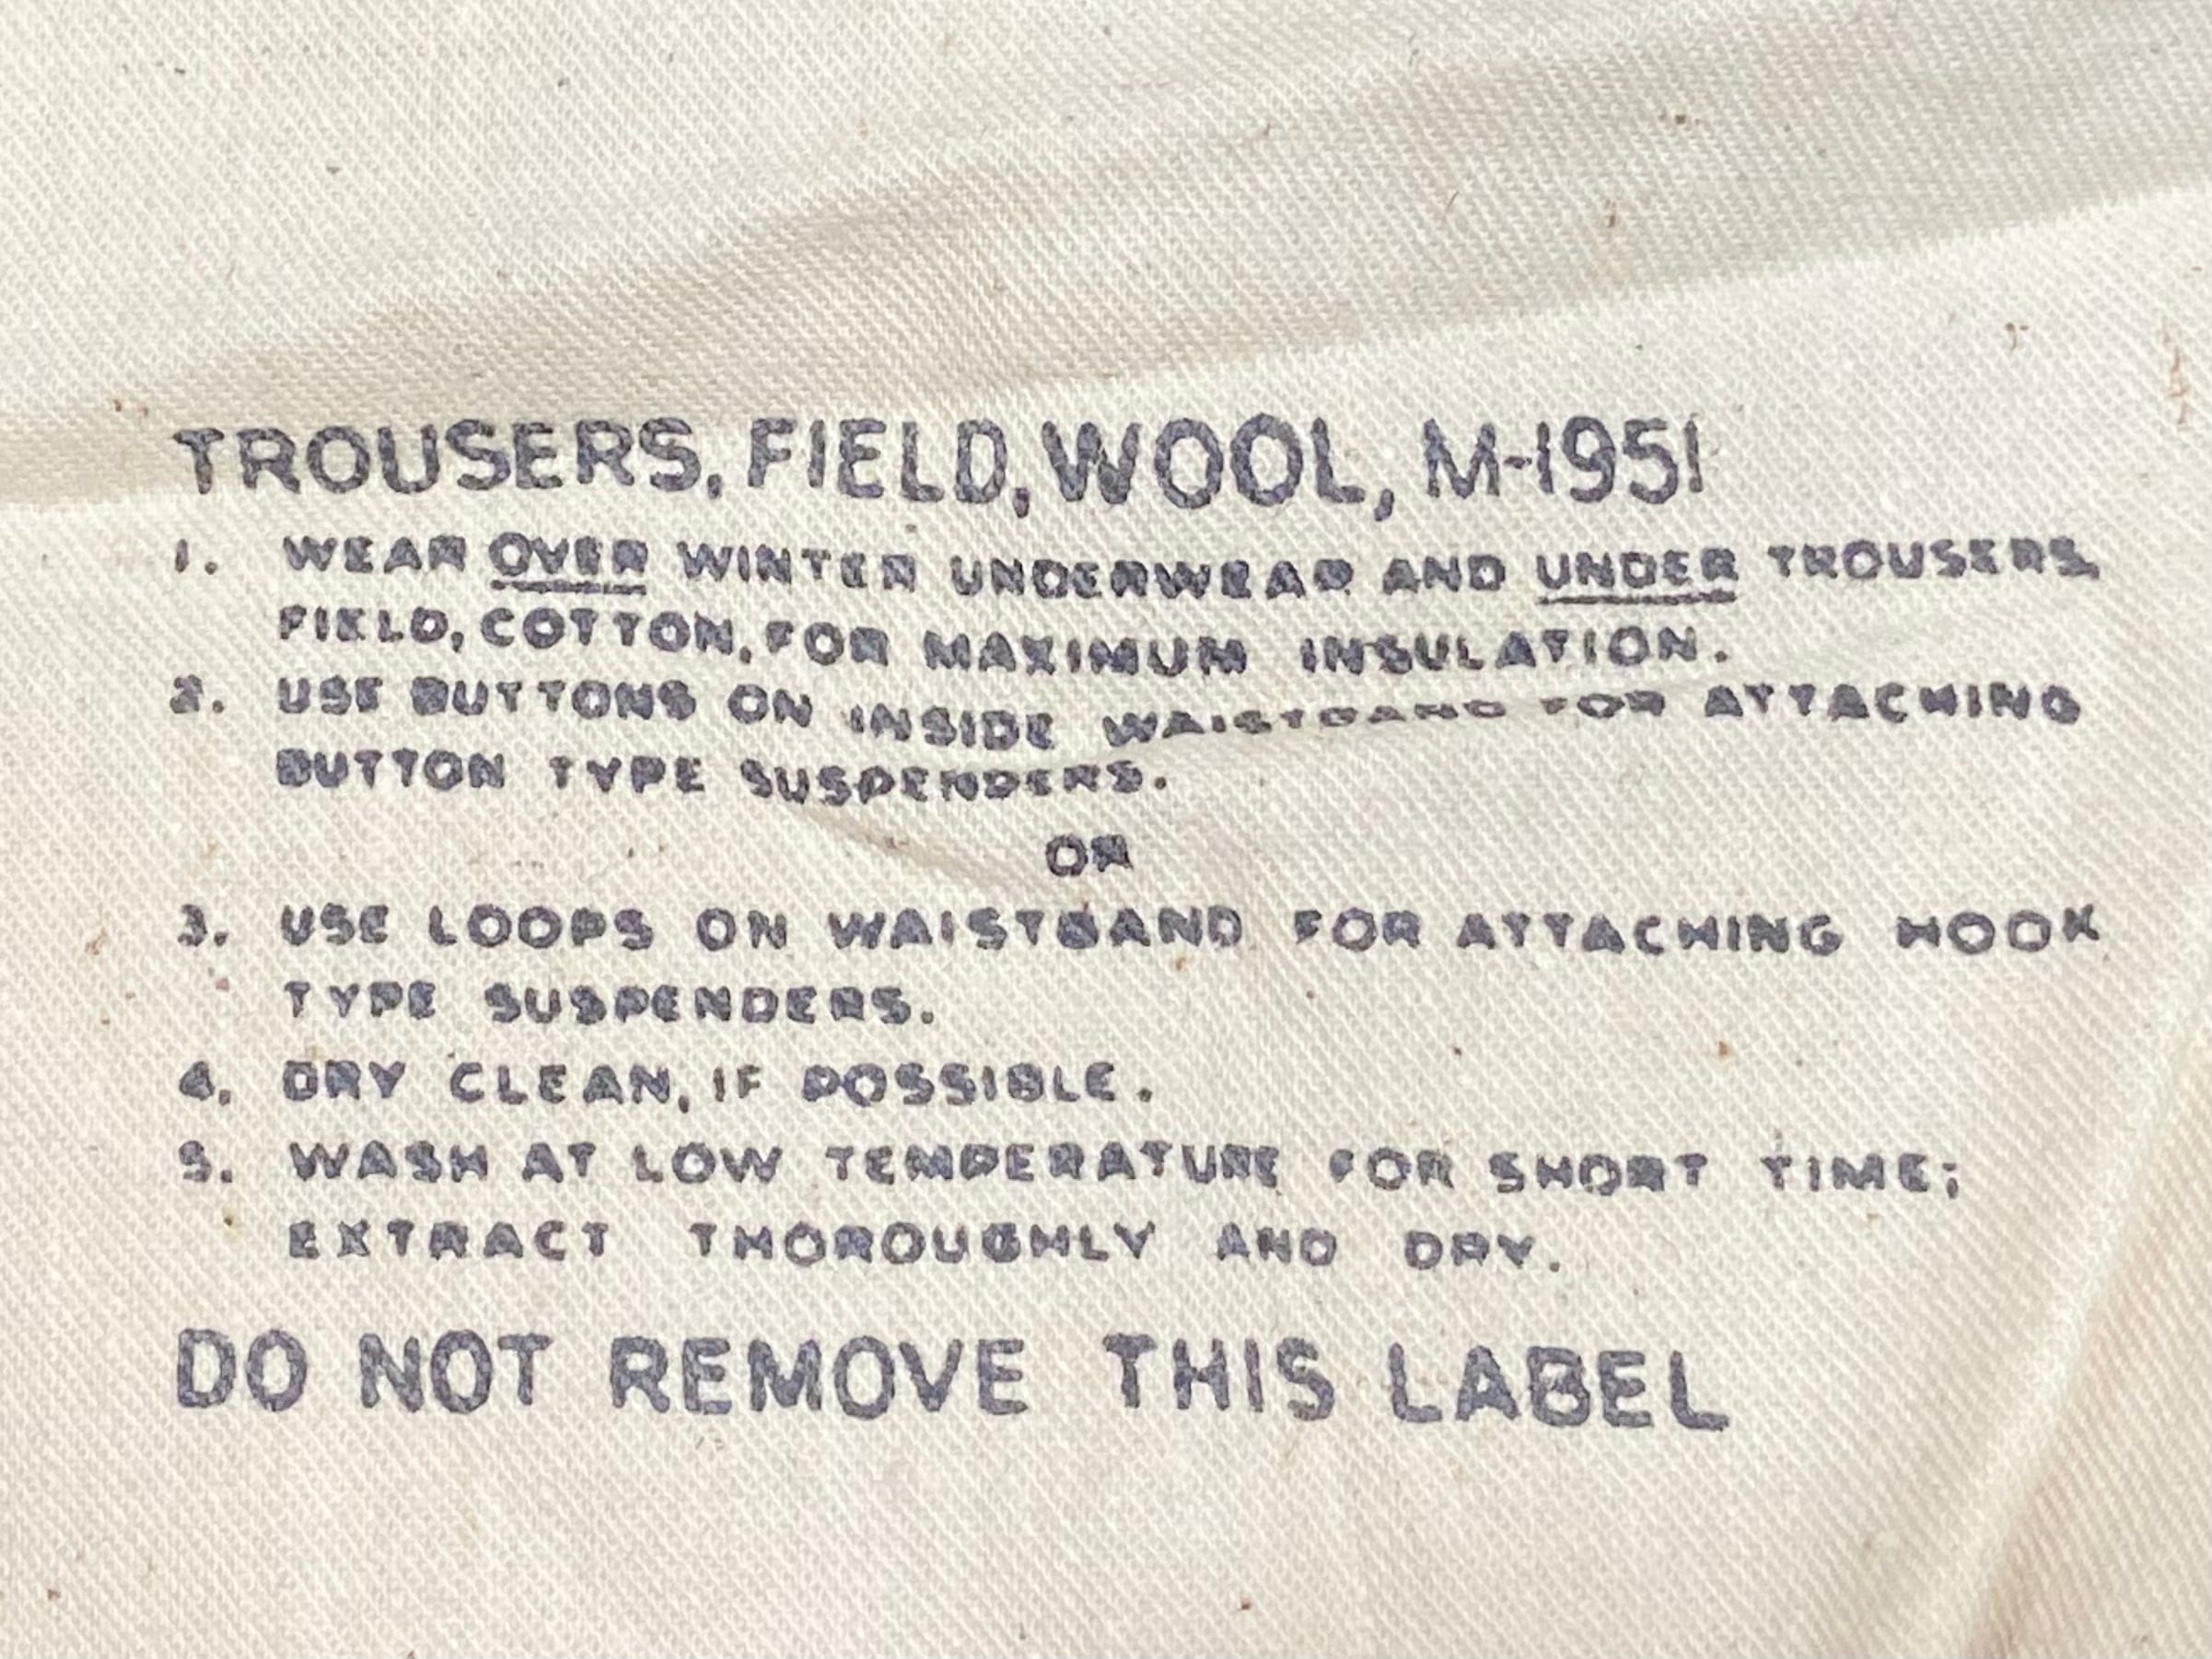 TROUSERS, FIELD, WOOL, M-1951
1. WEAR OVER WINTER UNDERWEAR AND UNDER TROUSERS,
FIELD, COTTON, FOR MAXIMUM INSULATION.
2. USE BUTTONS ON INSIDE WAISTBAND FOR ATTACHING
BUTTON TYPE SUSPENDERS.
OR
3. USE LOOPS ON WAISTBAND FOR ATTACHING HOOK
TYPE SUSPENDERS.
4. DRY CLEAN, IF POSSIBLE.
5. WASH AT LOW TEMPERATURE FOR SHORT TIME;
EXTRACT THOROUGHLY AND DRY.
DO NOT REMOVE THIS LABEL